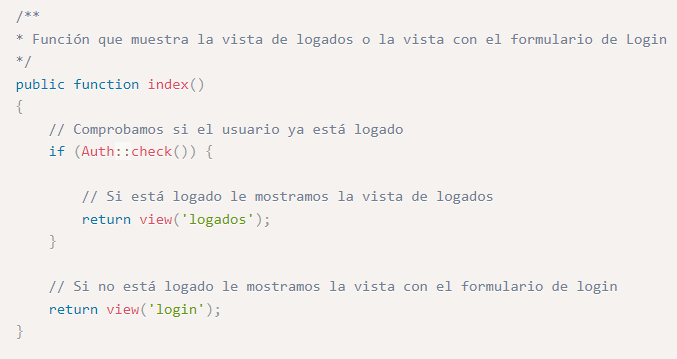 /**
* Función que muestra la vista de logados o la vista con el formulario de Login
*/
public function index()
{
    // Comprobamos si el usuario ya está logado
    if (Auth::check()) {
        // Si está logado le mostramos la vista de logados
        return view('logados');
    }
    // Si no está logado le mostramos la vista con el formulario de login
    return view('login');
}